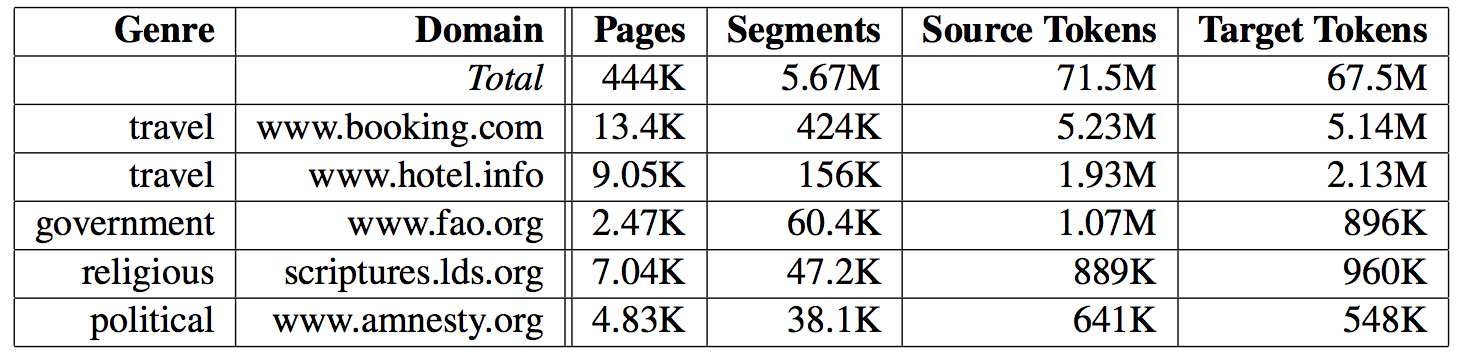 Genre Domain Pages Segments Source Tokens Target Tokens
Total 444K 5.67M 71.5M 67.5M
travel www.booking.com 13.4K 424K 5.23M 5.14M
travel www.hotel.info 9.05K 156K 1.93M 2.13M
government www.fao.org 2.47K 60.4K 1.07M 896K
religious scriptures.lds.org 7.04K 47.2K 889K 960K
political www.amnesty.org 4.83K 38.1K 641K 548K